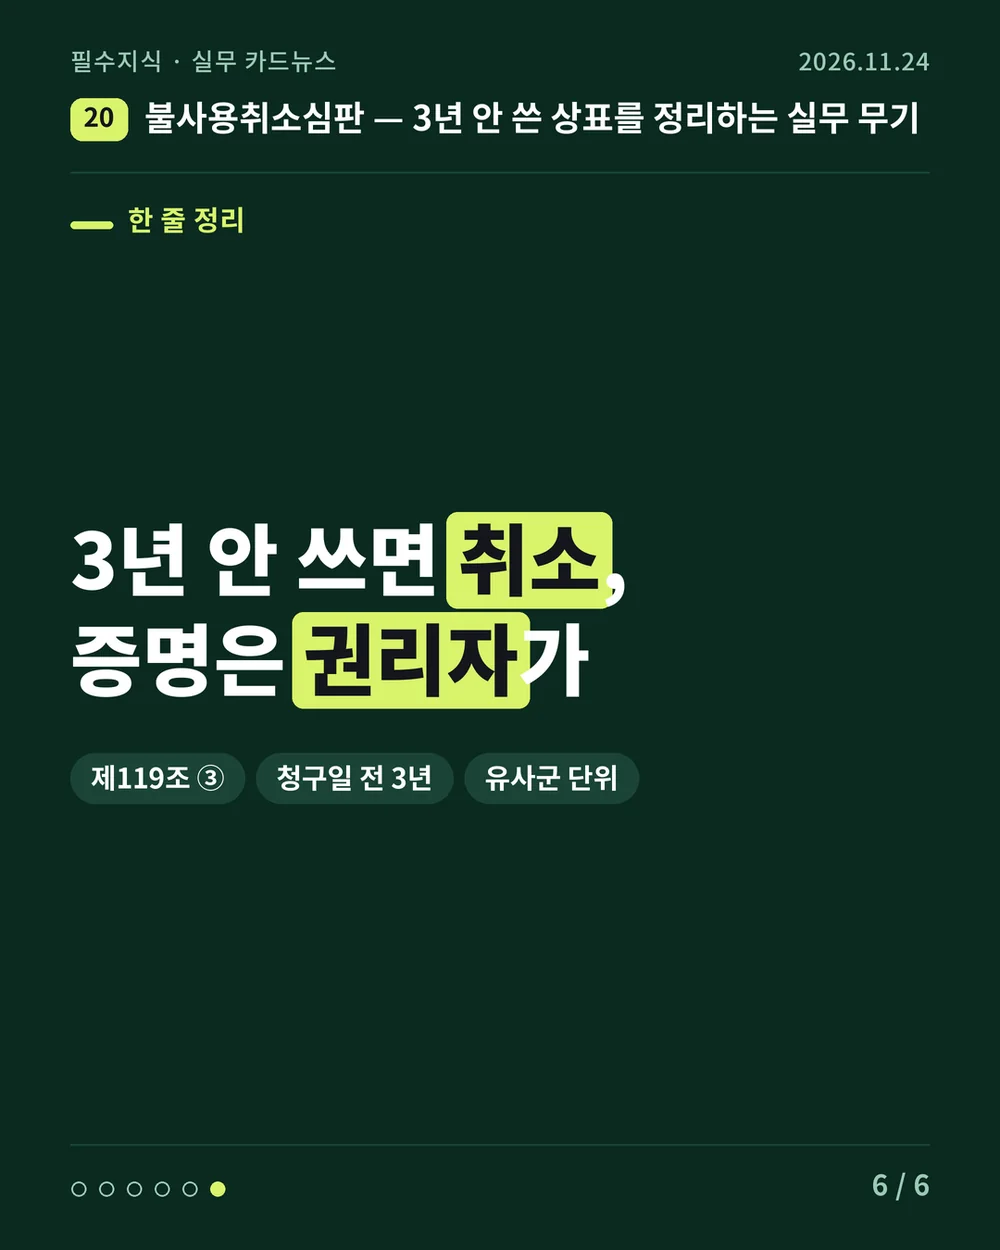 필수지식 · 실무 카드뉴스
2026.11.24
20 불사용취소심판 — 3년 안 쓴 상표를 정리하는 실무 무기
한 줄 정리
3년 안 쓰면 취소,
증명은 권리자가
제119조 ③ 청구일 전 3년 유사군 단위
6 / 6